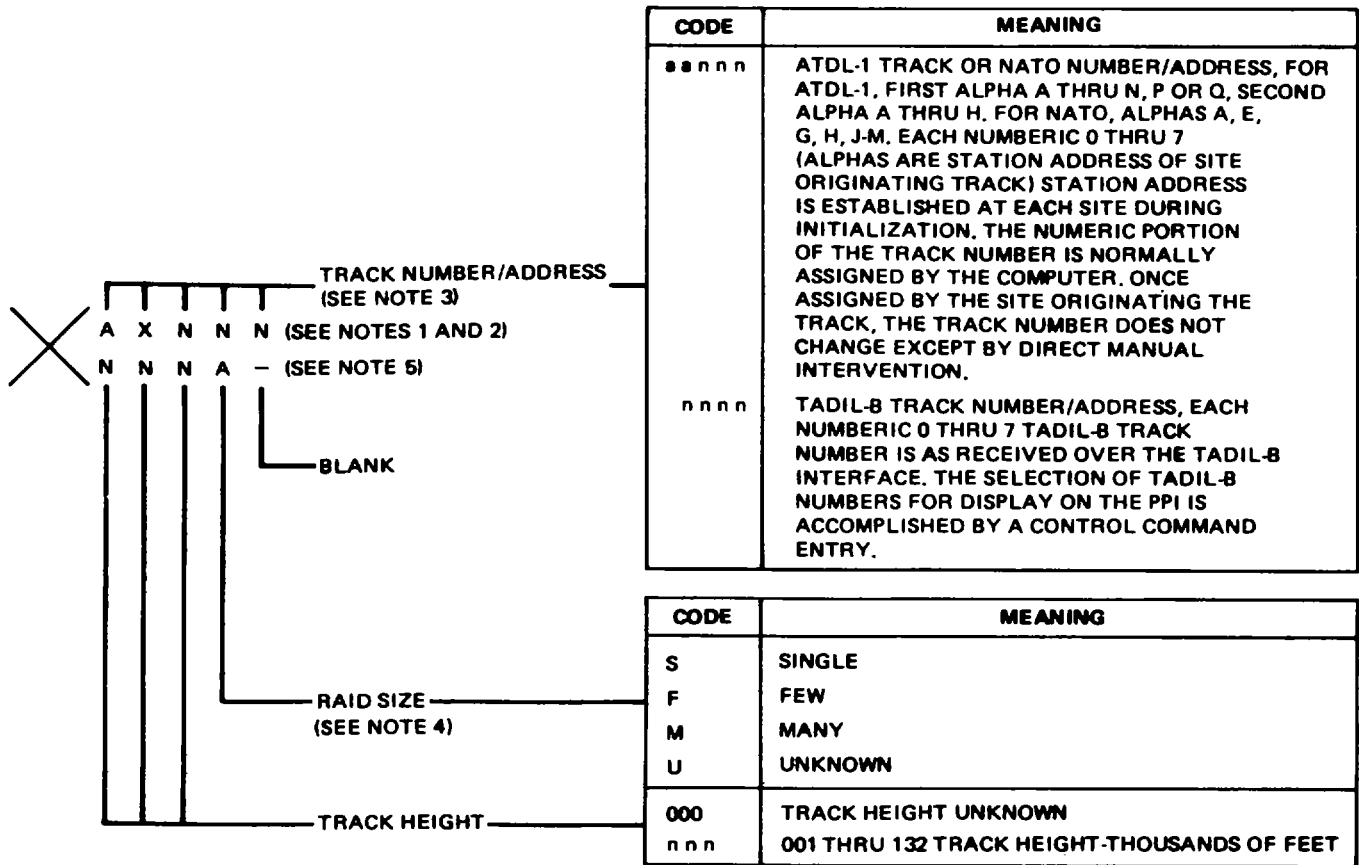 CODE MEANING
aannn ATDL-1 TRACK OR NATO NUMBER/ADDRESS, FOR
ATDL-1, FIRST ALPHA A THRU N, P OR Q, SECOND
ALPHA A THRU H. FOR NATO, ALPHAS A, E,
G, H, J-M. EACH NUMBERIC 0 THRU 7
(ALPHAS ARE STATION ADDRESS OF SITE
ORIGINATING TRACK) STATION ADDRESS
IS ESTABLISHED AT EACH SITE DURING
INITIALIZATION. THE NUMERIC PORTION
OF THE TRACK NUMBER IS NORMALLY
ASSIGNED BY THE COMPUTER. ONCE
ASSIGNED BY THE SITE ORIGINATING THE
TRACK, THE TRACK NUMBER DOES NOT
CHANGE EXCEPT BY DIRECT MANUAL
INTERVENTION.
nnnn TADIL-B TRACK NUMBER/ADDRESS, EACH
NUMBERIC 0 THRU 7 TADIL-B TRACK
NUMBER IS AS RECEIVED OVER THE TADIL-B
INTERFACE. THE SELECTION OF TADIL-B
NUMBERS FOR DISPLAY ON THE PPI IS
ACCOMPLISHED BY A CONTROL COMMAND
ENTRY.
TRACK NUMBER/ADDRESS
(SEE NOTE 3)
A X N N N (SEE NOTES 1 AND 2)
N N N A – (SEE NOTE 5)
BLANK
RAID SIZE
(SEE NOTE 4)
TRACK HEIGHT
CODE MEANING
S SINGLE
F FEW
M MANY
U UNKNOWN
000 TRACK HEIGHT UNKNOWN
nnn 001 THRU 132 TRACK HEIGHT-THOUSANDS OF FEET